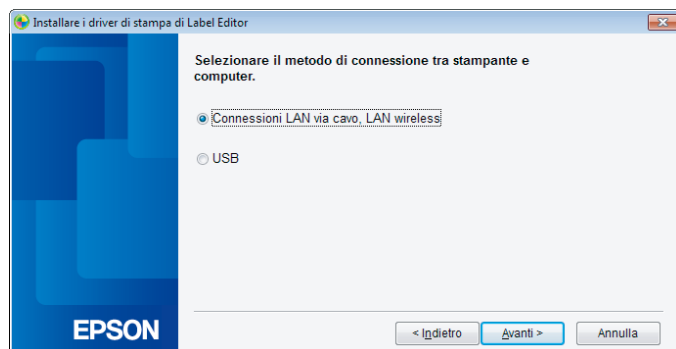 Installare i driver di stampa di Label Editor
Selezionare il metodo di connessione tra stampante e
computer.
Connessioni LAN via cavo, LAN wireless
USB
EPSON
< Indietro
Avanti >
Annulla